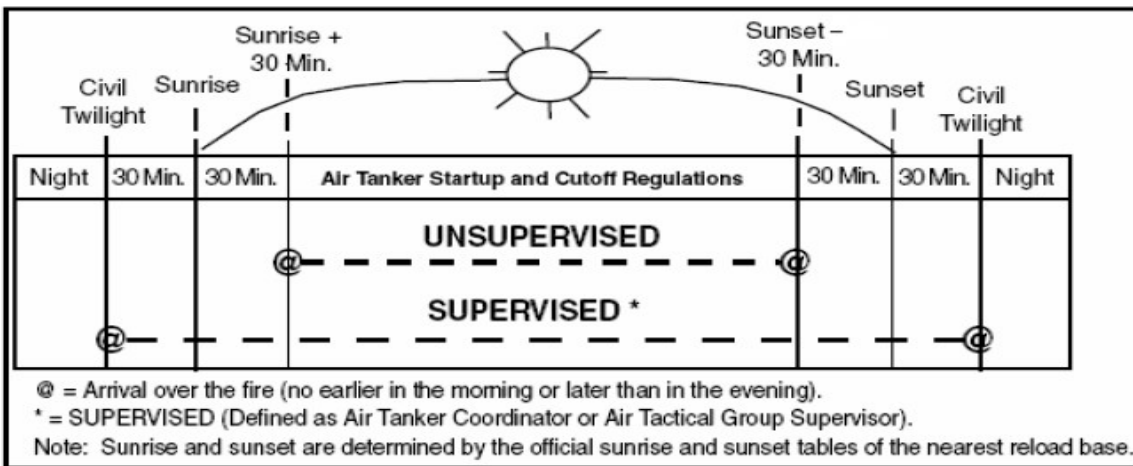 Sunrise +
30 Min.
Sunset –
30 Min.
Civil
Twilight
Sunrise
Sunset
Civil
Twilight
Night 30 Min. 30 Min. Air Tanker Startup and Cutoff Regulations 30 Min. 30 Min. Night
UNSUPERVISED
@ @
SUPERVISED *
@ @
@ = Arrival over the fire (no earlier in the morning or later than in the evening).
* = SUPERVISED (Defined as Air Tanker Coordinator or Air Tactical Group Supervisor).
Note: Sunrise and sunset are determined by the official sunrise and sunset tables of the nearest reload base.